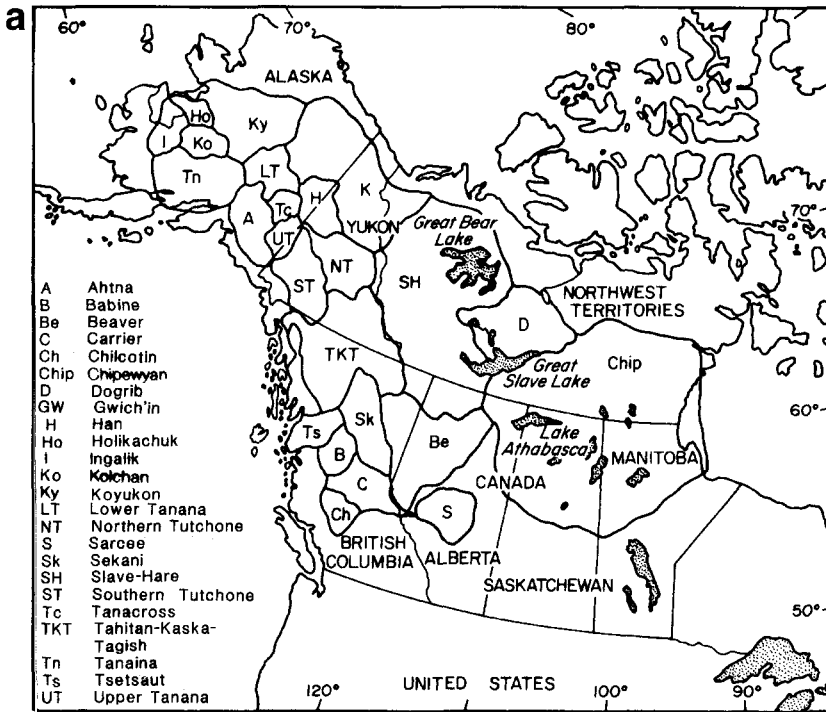 a
60°
70°
80°
ALASKA
Ho
Ky
I
Ko
Tn
LT
K
H
Tc
A
YUKON
70°
Great Bear
Lake
UT
NT
ST
SH
NORTHWEST
TERRITORIES
D
TKT
Great
Slave Lake
Chip
60°
Sk
Ts
Be
Lake
Athabasca
B
MANITOBA
CANADA
C
Ch
S
BRITISH
COLUMBIA
ALBERTA
SASKATCHEWAN
50°
120°
UNITED STATES
100°
90°
A Ahtna
B Babine
Be Beaver
C Carrier
Ch Chilcotin
Chip Chipewyan
D Dogrib
GW Gwich'in
H Han
Ho Holikachuk
I Ingalik
Ko Kolchan
Ky Koyukon
LT Lower Tanana
NT Northern Tutchone
S Sarcee
Sk Sekani
SH Slave-Hare
ST Southern Tutchone
Tc Tanacross
TKT Tahitan-Kaska-
Tagish
Tn Tanaina
Ts Tsetsaut
UT Upper Tanana